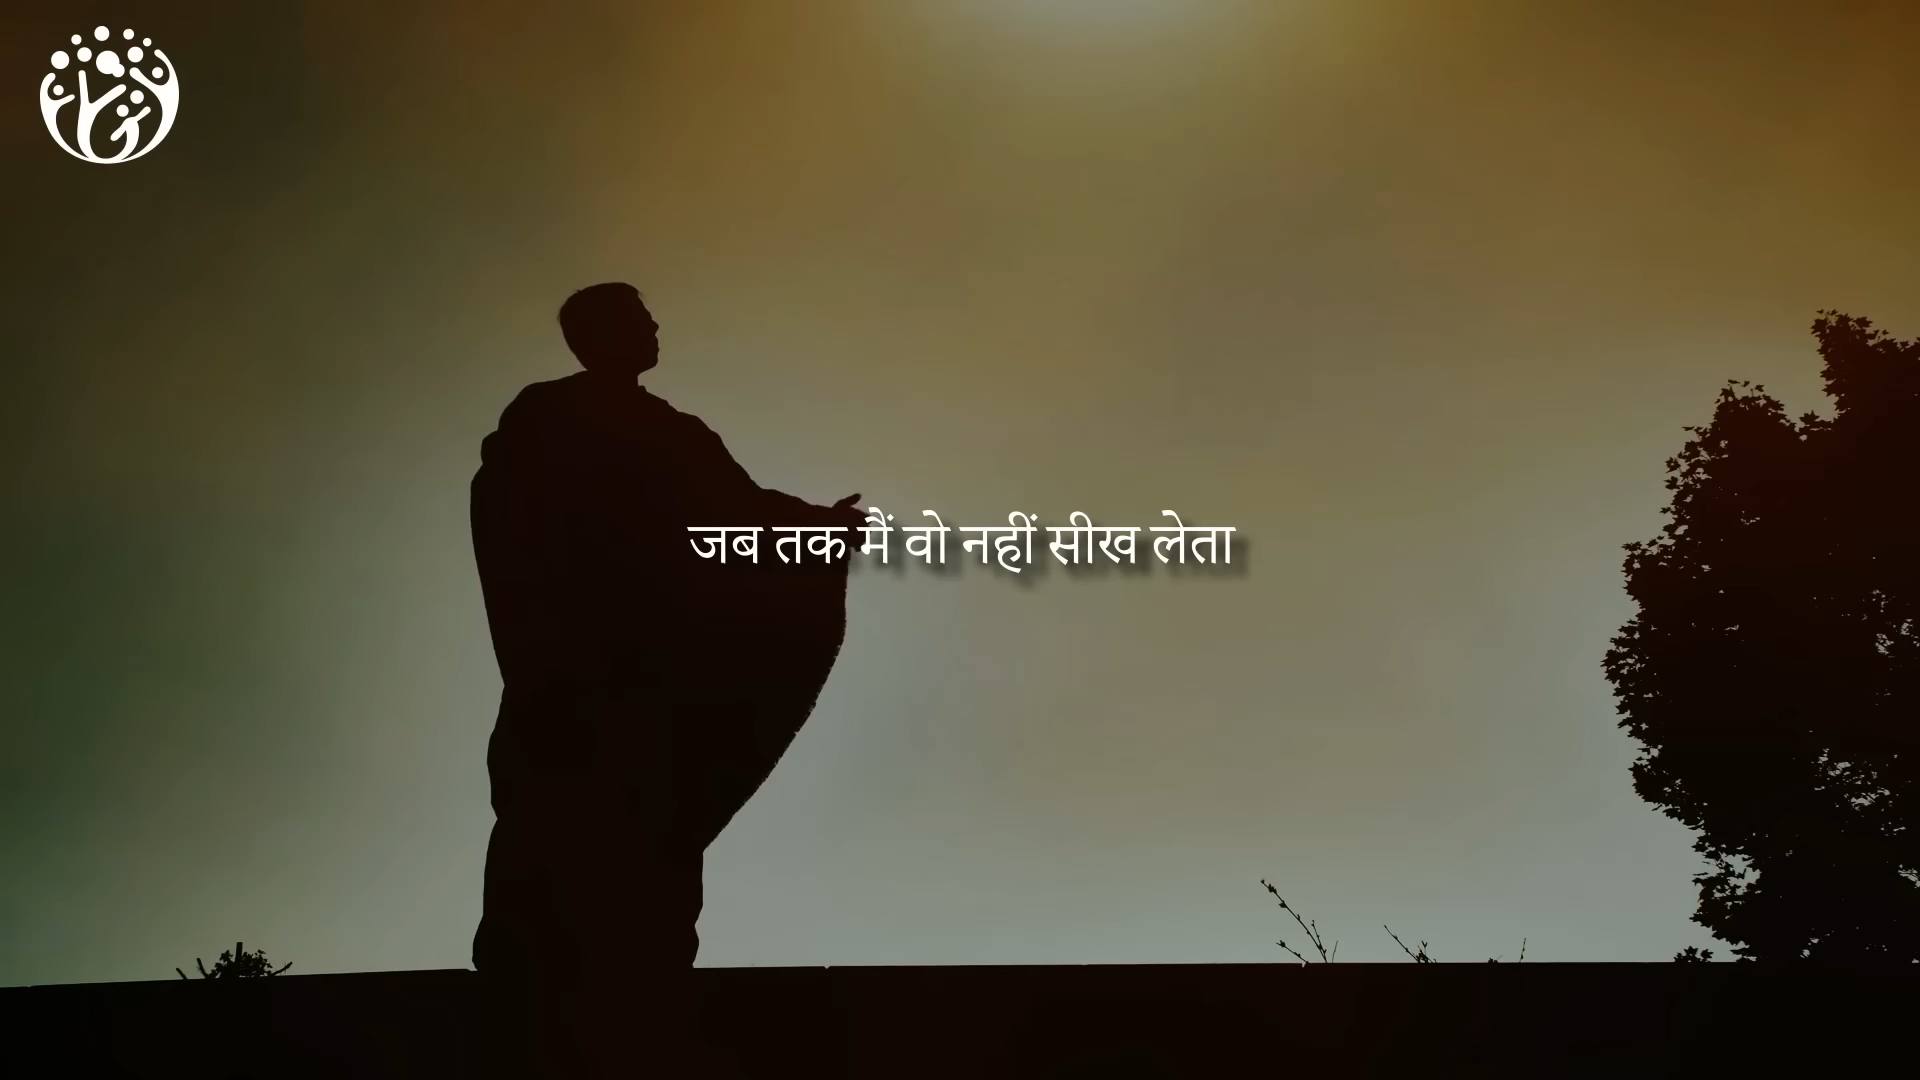 जब तक मैं वो नहीं सीख लेता